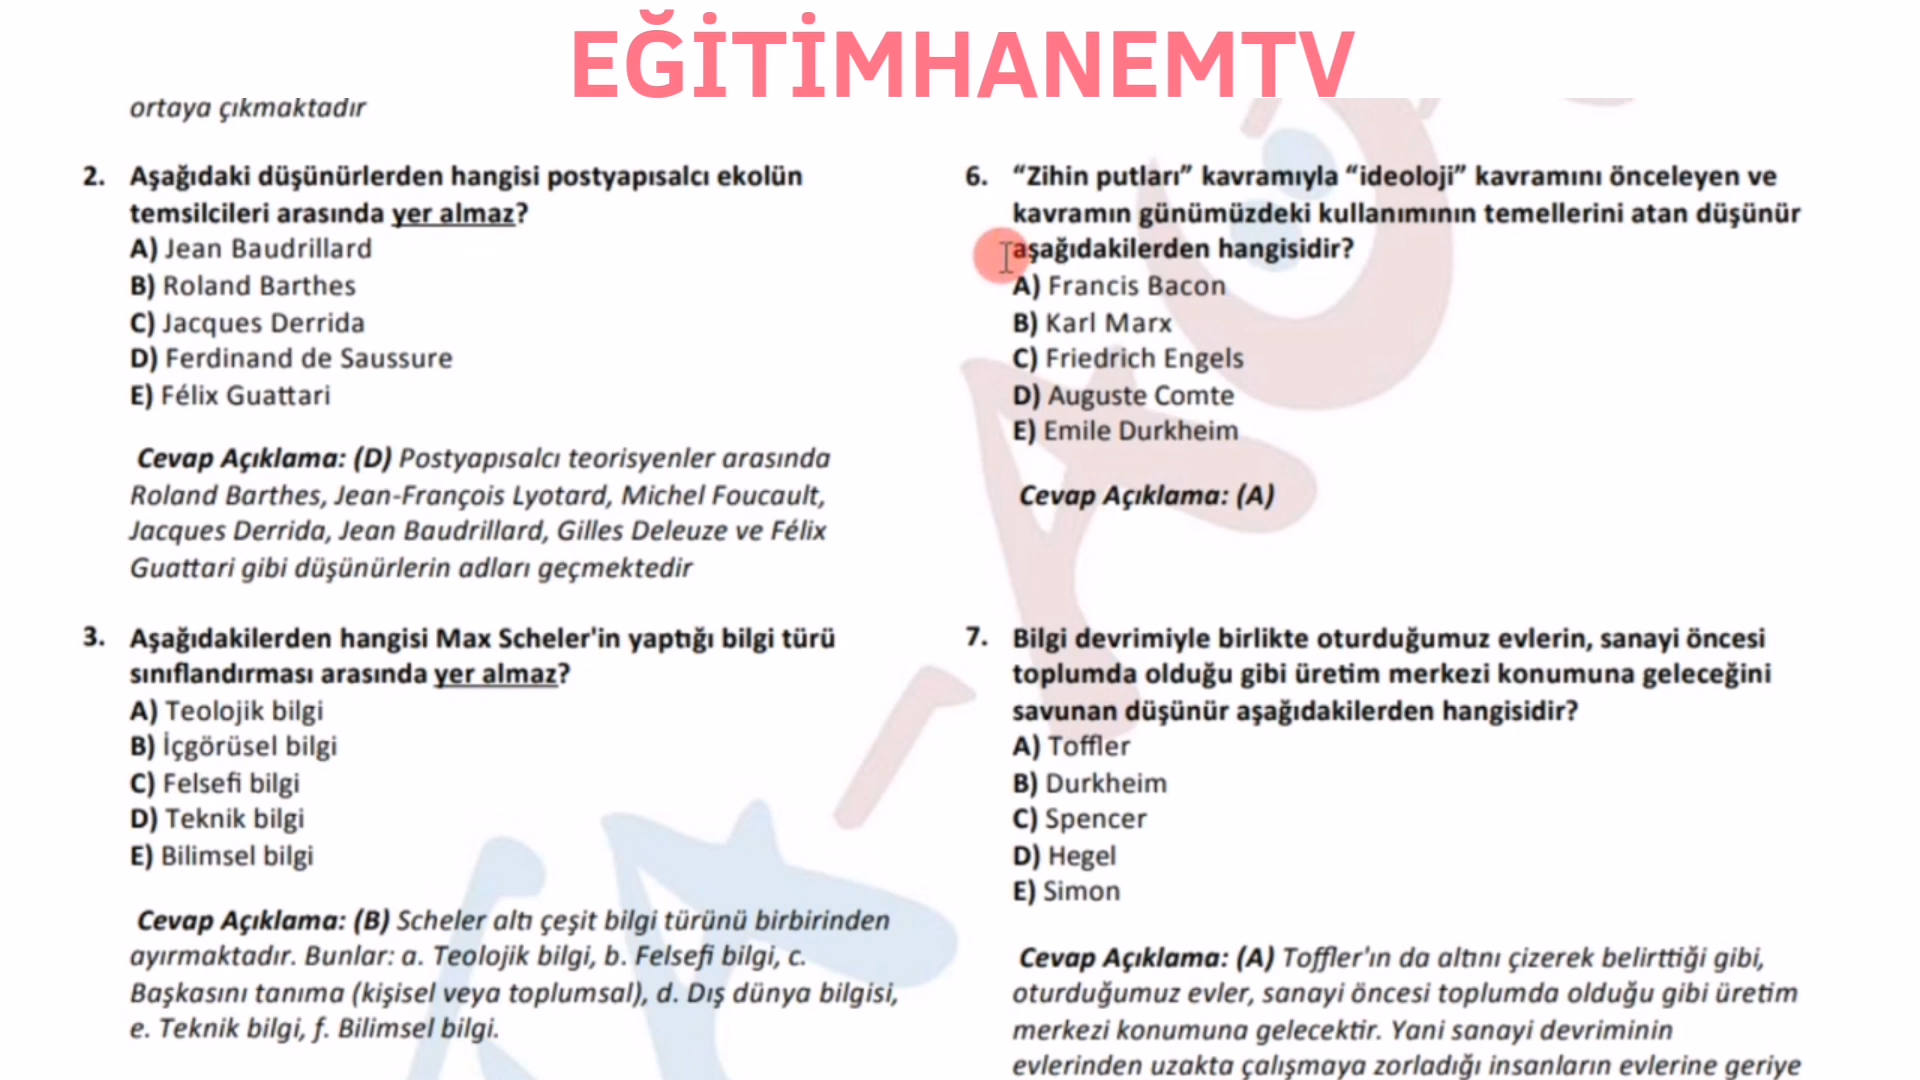 EĞİTİMHANEMTV
ortaya çıkmaktadır
2. Aşağıdaki düşünürlerden hangisi postyapısalcı ekolün
temsilcileri arasında yer almaz?
A) Jean Baudrillard
B) Roland Barthes
C) Jacques Derrida
D) Ferdinand de Saussure
E) Félix Guattari
Cevap Açıklama: (D) Postyapısalcı teorisyenler arasında
Roland Barthes, Jean-François Lyotard, Michel Foucault,
Jacques Derrida, Jean Baudrillard, Gilles Deleuze ve Félix
Guattari gibi düşünürlerin adları geçmektedir
3. Aşağıdakilerden hangisi Max Scheler'in yaptığı bilgi türü
sınıflandırması arasında yer almaz?
A) Teolojik bilgi
B) İçgörüsel bilgi
C) Felsefi bilgi
D) Teknik bilgi
E) Bilimsel bilgi
Cevap Açıklama: (B) Scheler altı çeşit bilgi türünü birbirinden
ayırmaktadır. Bunlar: a. Teolojik bilgi, b. Felsefi bilgi, c.
Başkasını tanıma (kişisel veya toplumsal), d. Dış dünya bilgisi,
e. Teknik bilgi, f. Bilimsel bilgi.
6. “Zihin putları” kavramıyla “ideoloji” kavramını önceleyen ve
kavramın günümüzdeki kullanımının temellerini atan düşünür
aşağıdakilerden hangisidir?
A) Francis Bacon
B) Karl Marx
C) Friedrich Engels
D) Auguste Comte
E) Emile Durkheim
Cevap Açıklama: (A)
7. Bilgi devrimiyle birlikte oturduğumuz evlerin, sanayi öncesi
toplumda olduğu gibi üretim merkezi konumuna geleceğini
savunan düşünür aşağıdakilerden hangisidir?
A) Toffler
B) Durkheim
C) Spencer
D) Hegel
E) Simon
Cevap Açıklama: (A) Toffler'ın da altını çizerek belirttiği gibi,
oturduğumuz evler, sanayi öncesi toplumda olduğu gibi üretim
merkezi konumuna gelecektir. Yani sanayi devriminin
evlerinden uzakta çalışmaya zorladığı insanların evlerine geriye